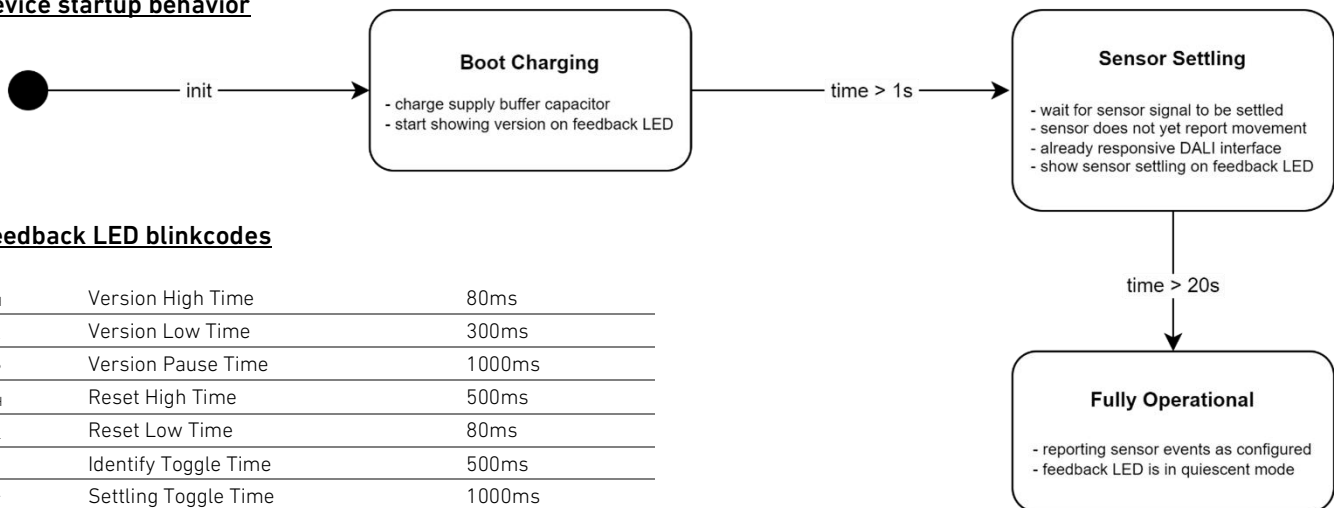 evice startup behavior
init
Boot Charging
- charge supply buffer capacitor
- start showing version on feedback LED
time > 1s
Sensor Settling
- wait for sensor signal to be settled
- sensor does not yet report movement
- already responsive DALI interface
- show sensor settling on feedback LED
time > 20s
Fully Operational
- reporting sensor events as configured
- feedback LED is in quiescent mode
eedback LED blinkcodes
Version High Time 80ms
Version Low Time 300ms
Version Pause Time 1000ms
Reset High Time 500ms
Reset Low Time 80ms
Identify Toggle Time 500ms
Settling Toggle Time 1000ms